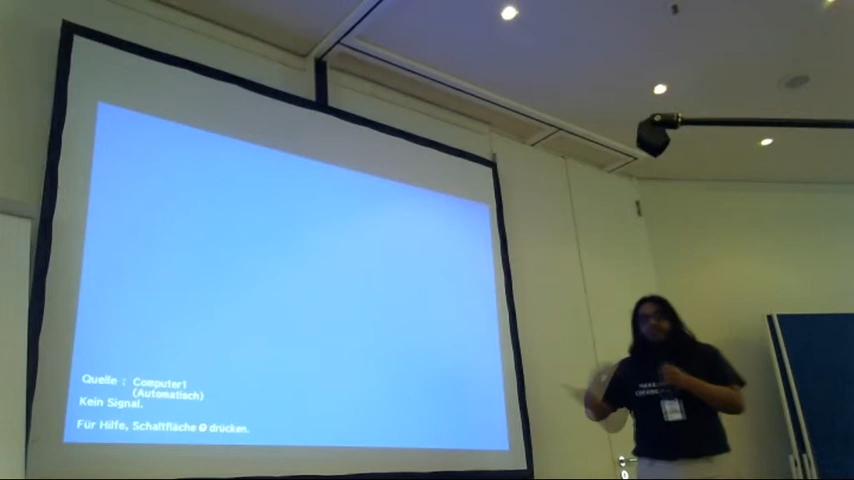 Quelle : Computer1
(Automatisch)
Kein Signal.
Für Hilfe, Schaltfläche ? drücken.